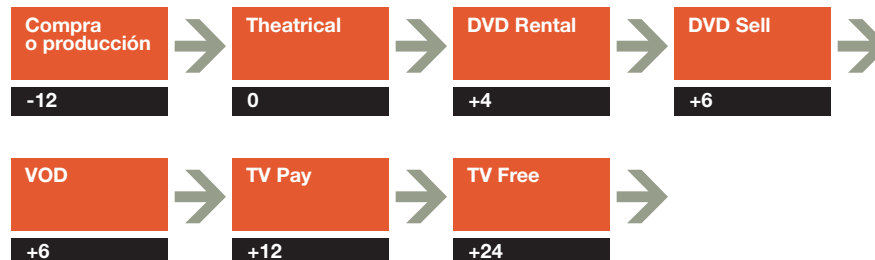 Compra
o producción
Theatrical
DVD Rental
DVD Sell
-12
0
+4
+6
VOD
TV Pay
TV Free
+6
+12
+24